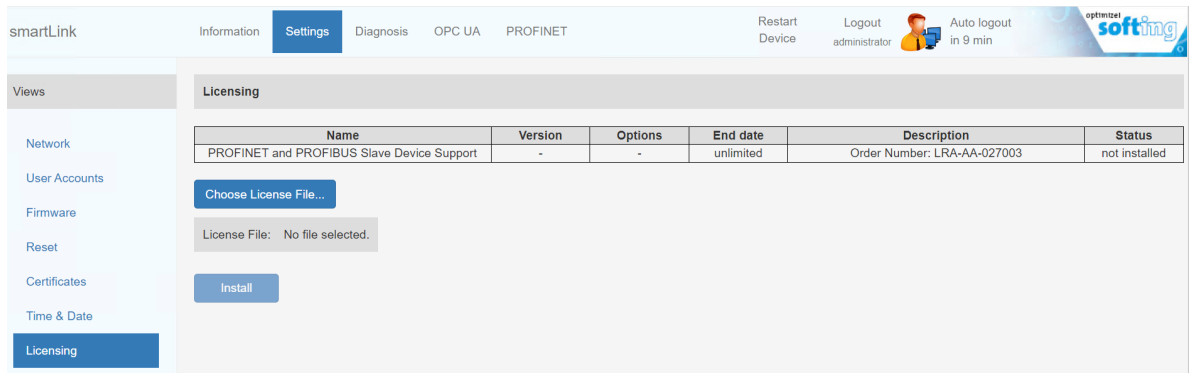 smartLink
Information Settings Diagnosis OPC UA PROFINET
Restart
Device
Logout
administrator
Auto logout
in 9 min
optimize!
softing
Views
Network
User Accounts
Firmware
Reset
Certificates
Time & Date
Licensing
Licensing
Name Version Options End date Description Status
PROFINET and PROFIBUS Slave Device Support - - unlimited Order Number: LRA-AA-027003 not installed
Choose License File...
License File: No file selected.
Install